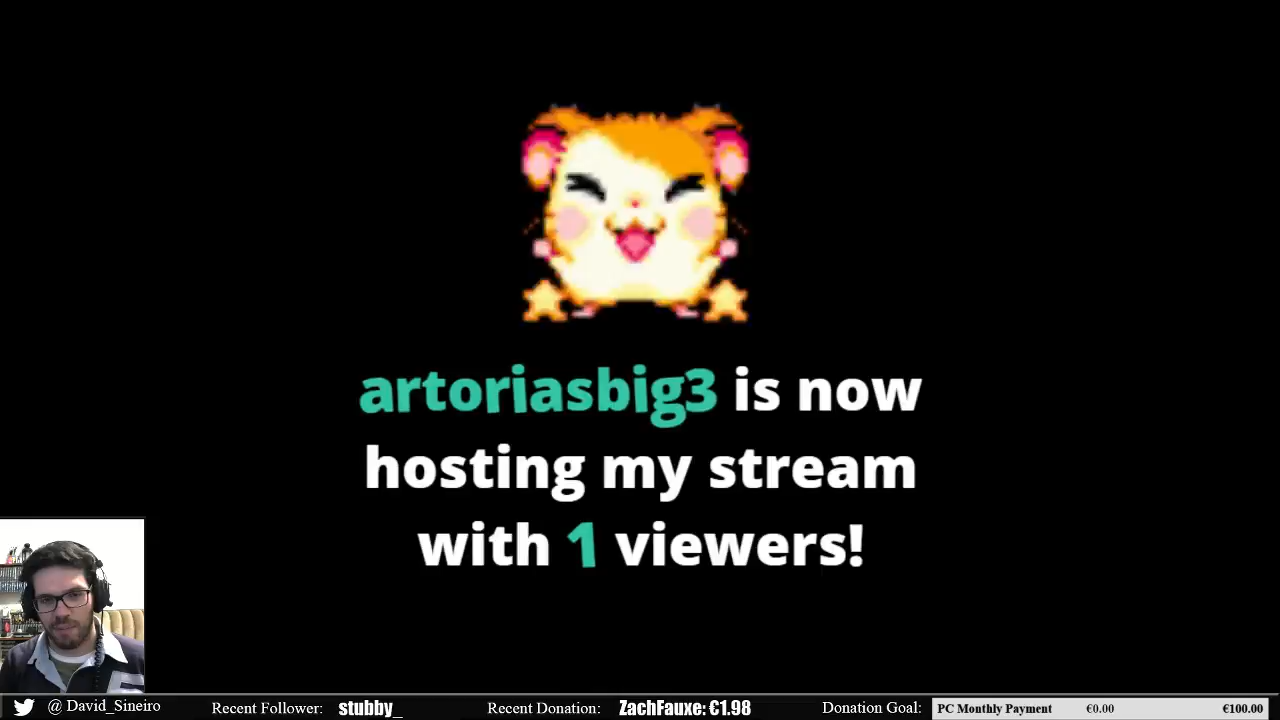 artoriasbig3 is now
hosting my stream
with 1 viewers!
@ David_Sineiro Recent Follower: stubby_ Recent Donation: ZachFauxe: €1.98 Donation Goal: PC Monthly Payment €0.00 €100.00